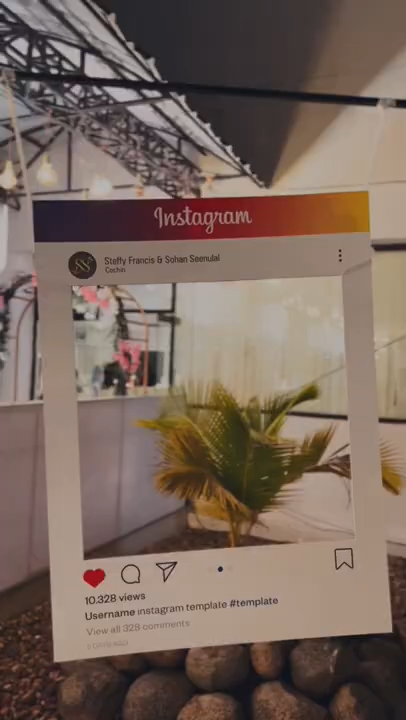 Instagram
Steffy Francis & Sohan Seenulal
Cochin
10.328 views
Username instagram template #template
View all 328 comments